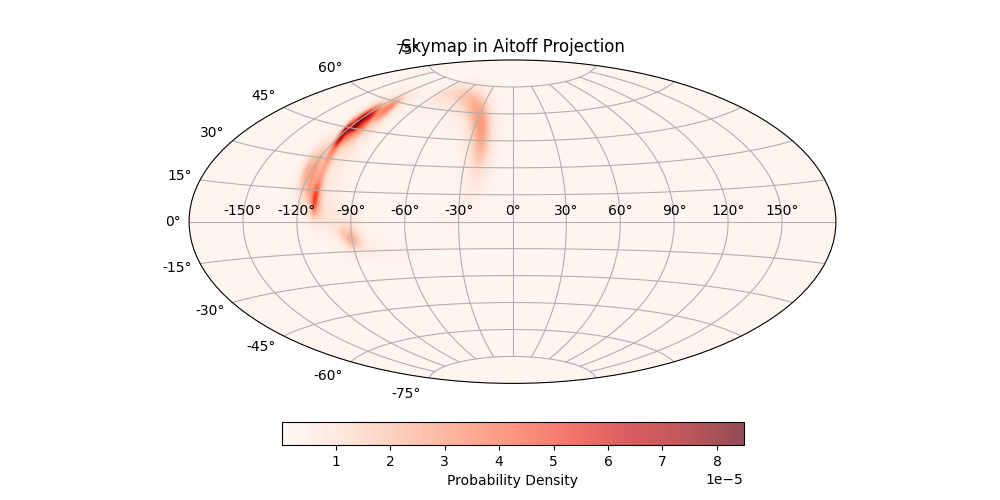 Skymap in Aitoff Projection
75°
60°
45°
30°
15°
-150° -120° -90° -60° -30° 0° 30° 60° 90° 120° 150°
0°
-15°
-30°
-45°
-60°
-75°
1 2 3 4 5 6 7 8
1e−5
Probability Density